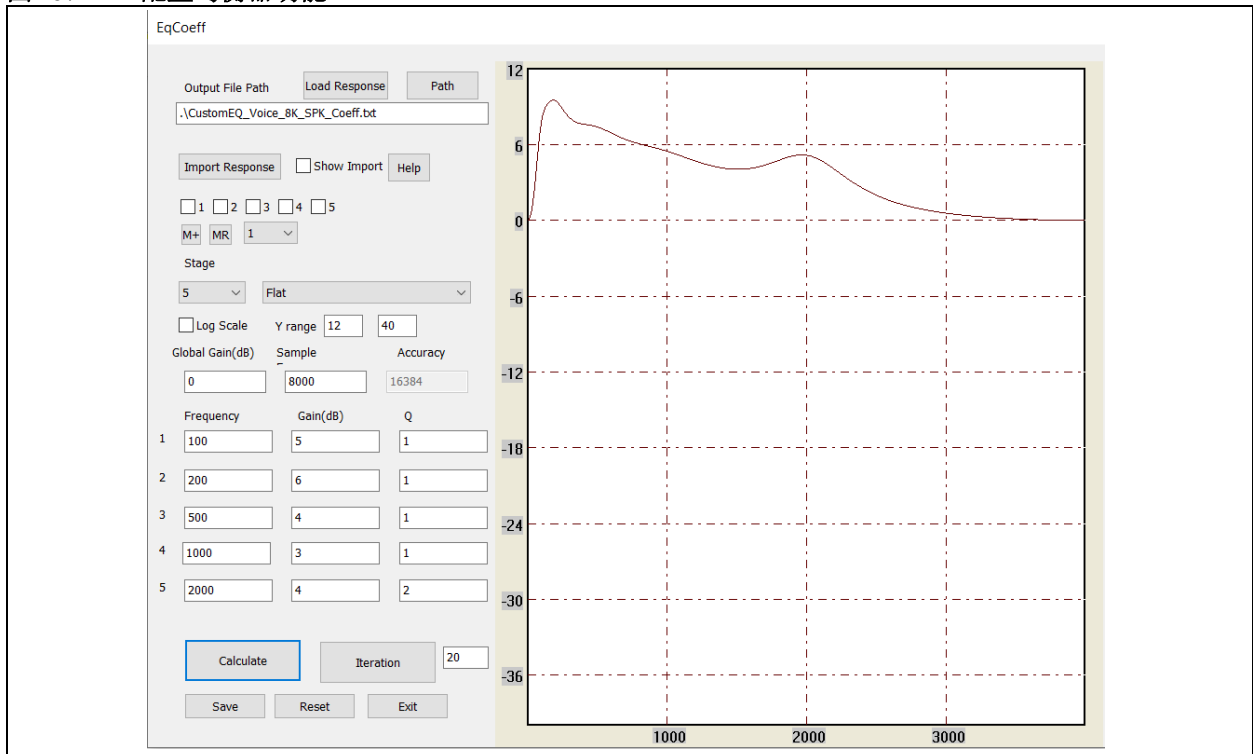 EqCoeff
Output File Path Load Response Path
.\CustomEQ_Voice_8K_SPK_Coeff.txt
Import Response Show Import Help
1 2 3 4 5
M+ MR 1
Stage
5 Flat
Log Scale Y range 12 40
Global Gain(dB) Sample Accuracy
0 8000 16384
Frequency Gain(dB) Q
1 100 5 1
2 200 6 1
3 500 4 1
4 1000 3 1
5 2000 4 2
Calculate Iteration 20
Save Reset Exit
12
6
0
-6
-12
-18
-24
-30
-36
1000 2000 3000